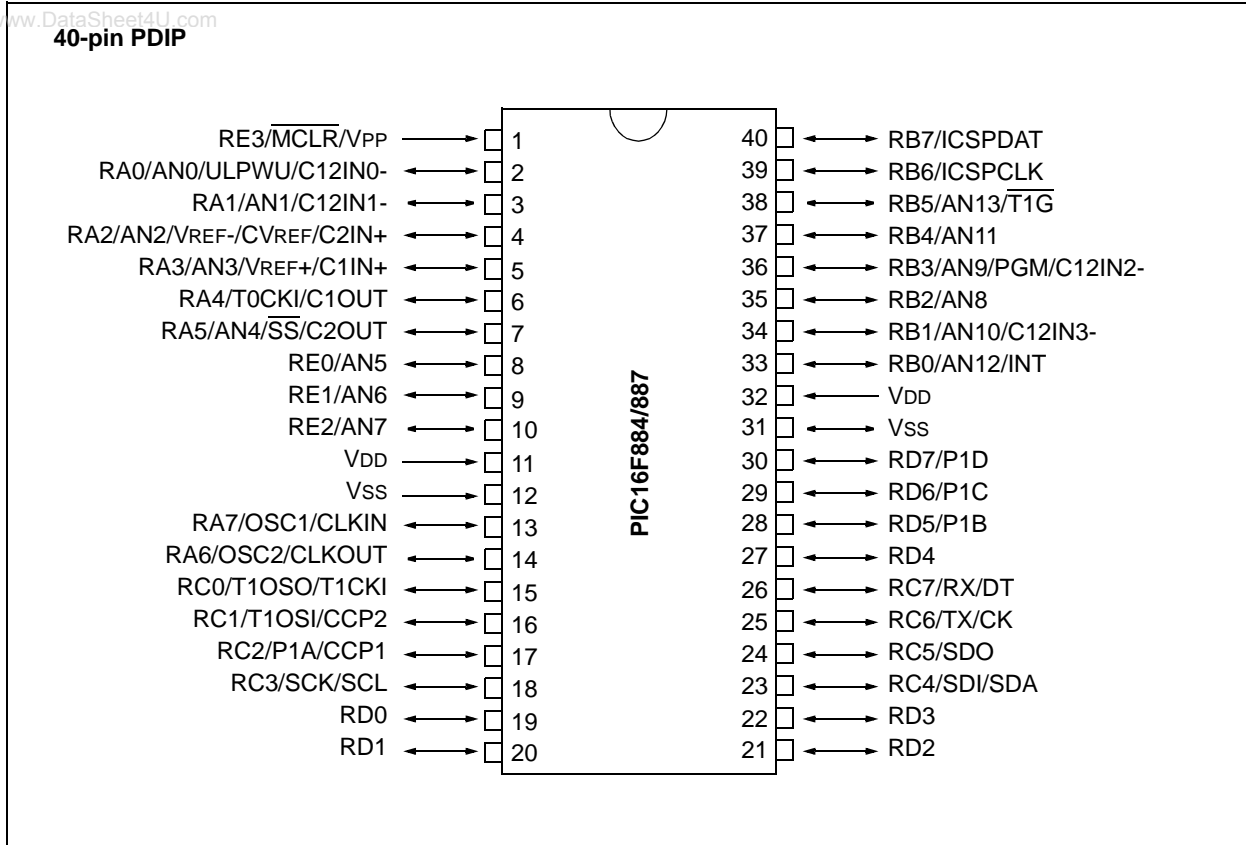 www.DataSheet4U.com
40-pin PDIP
RE3/MCLR/VPP 1
RA0/AN0/ULPWU/C12IN0- 2
RA1/AN1/C12IN1- 3
RA2/AN2/VREF-/CVREF/C2IN+ 4
RA3/AN3/VREF+/C1IN+ 5
RA4/T0CKI/C1OUT 6
RA5/AN4/SS/C2OUT 7
RE0/AN5 8
RE1/AN6 9
RE2/AN7 10
VDD 11
VSS 12
RA7/OSC1/CLKIN 13
RA6/OSC2/CLKOUT 14
RC0/T1OSO/T1CKI 15
RC1/T1OSI/CCP2 16
RC2/P1A/CCP1 17
RC3/SCK/SCL 18
RD0 19
RD1 20
PIC16F884/887
40 RB7/ICSPDAT
39 RB6/ICSPCLK
38 RB5/AN13/T1G
37 RB4/AN11
36 RB3/AN9/PGM/C12IN2-
35 RB2/AN8
34 RB1/AN10/C12IN3-
33 RB0/AN12/INT
32 VDD
31 VSS
30 RD7/P1D
29 RD6/P1C
28 RD5/P1B
27 RD4
26 RC7/RX/DT
25 RC6/TX/CK
24 RC5/SDO
23 RC4/SDI/SDA
22 RD3
21 RD2